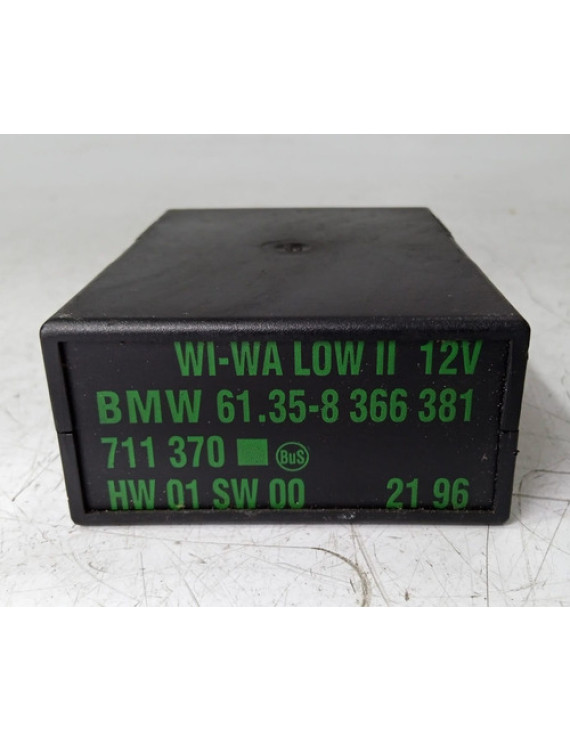 WI-WA LOW II 12V
BMW 61.35-8 366 381
711 370 BuS
HW 01 SW 00 21 96